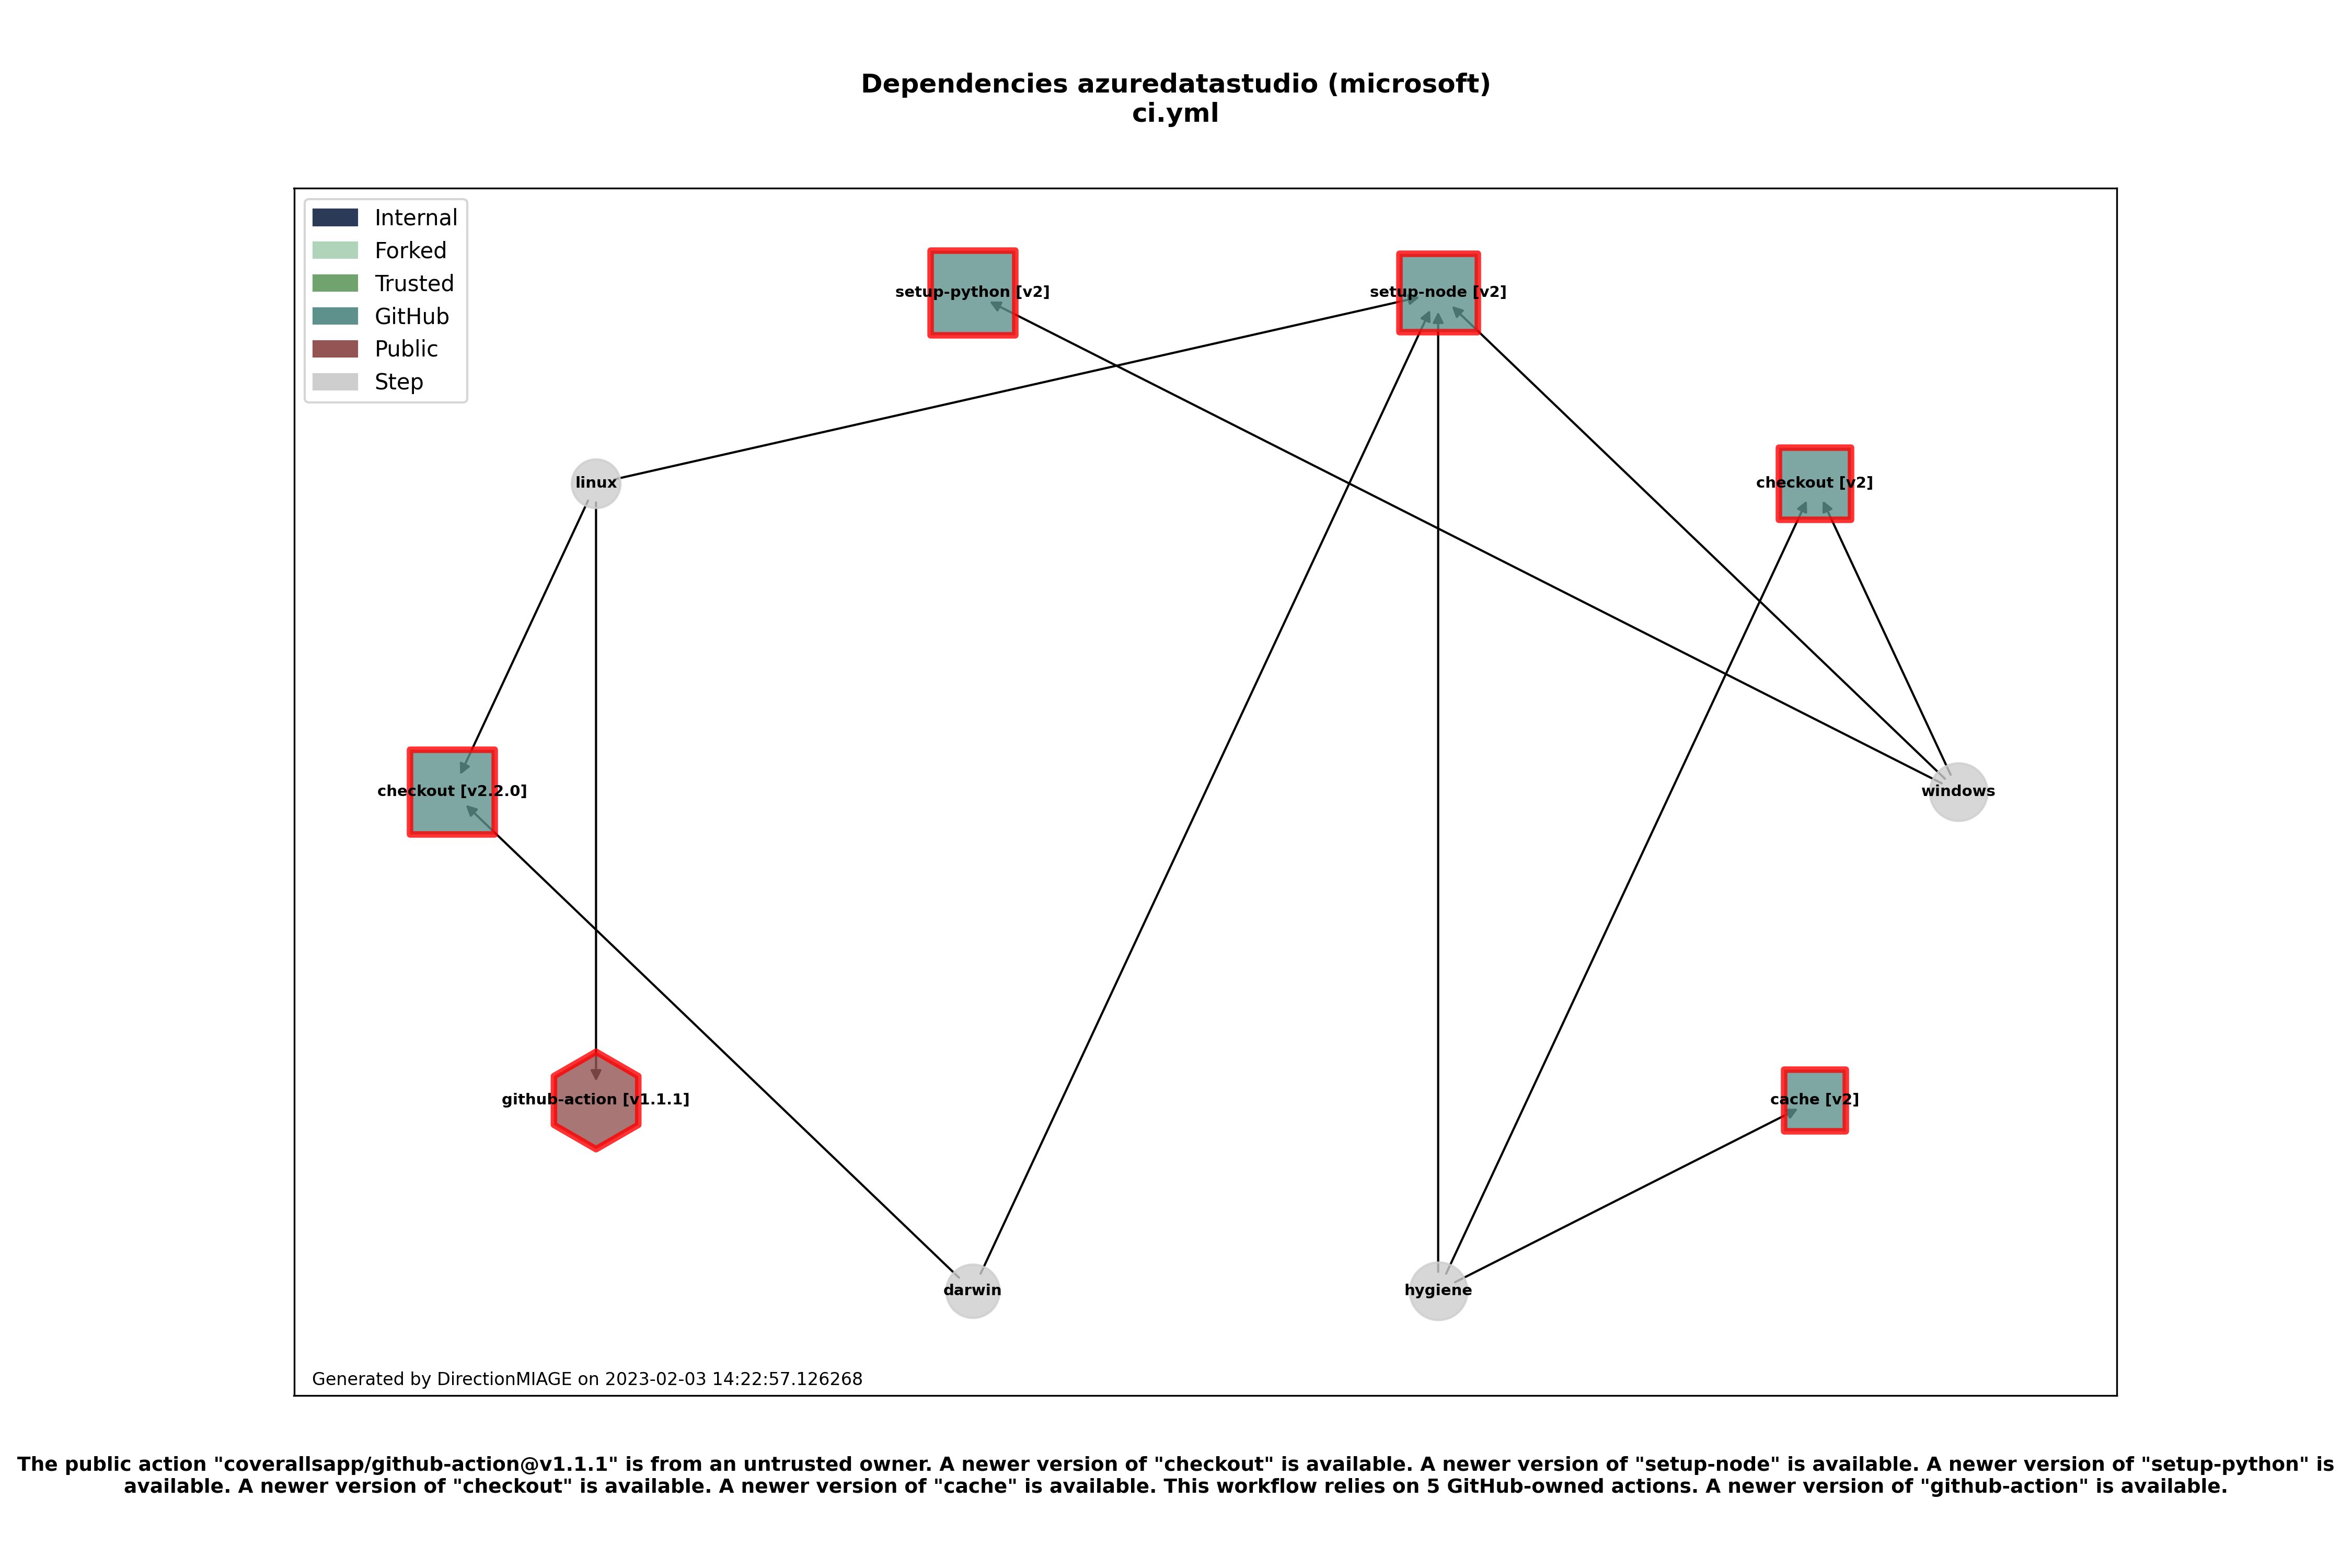 Dependencies azuredatastudio (microsoft)
ci.yml
Internal
Forked
Trusted
GitHub
Public
Step
setup-python [v2]
setup-node [v2]
linux
checkout [v2]
checkout [v2.2.0]
windows
github-action [v1.1.1]
cache [v2]
darwin
hygiene
Generated by DirectionMIAGE on 2023-02-03 14:22:57.126268
The public action "coverallsapp/github-action@v1.1.1" is from an untrusted owner. A newer version of "checkout" is available. A newer version of "setup-node" is available. A newer version of "setup-python" is
available. A newer version of "checkout" is available. A newer version of "cache" is available. This workflow relies on 5 GitHub-owned actions. A newer version of "github-action" is available.